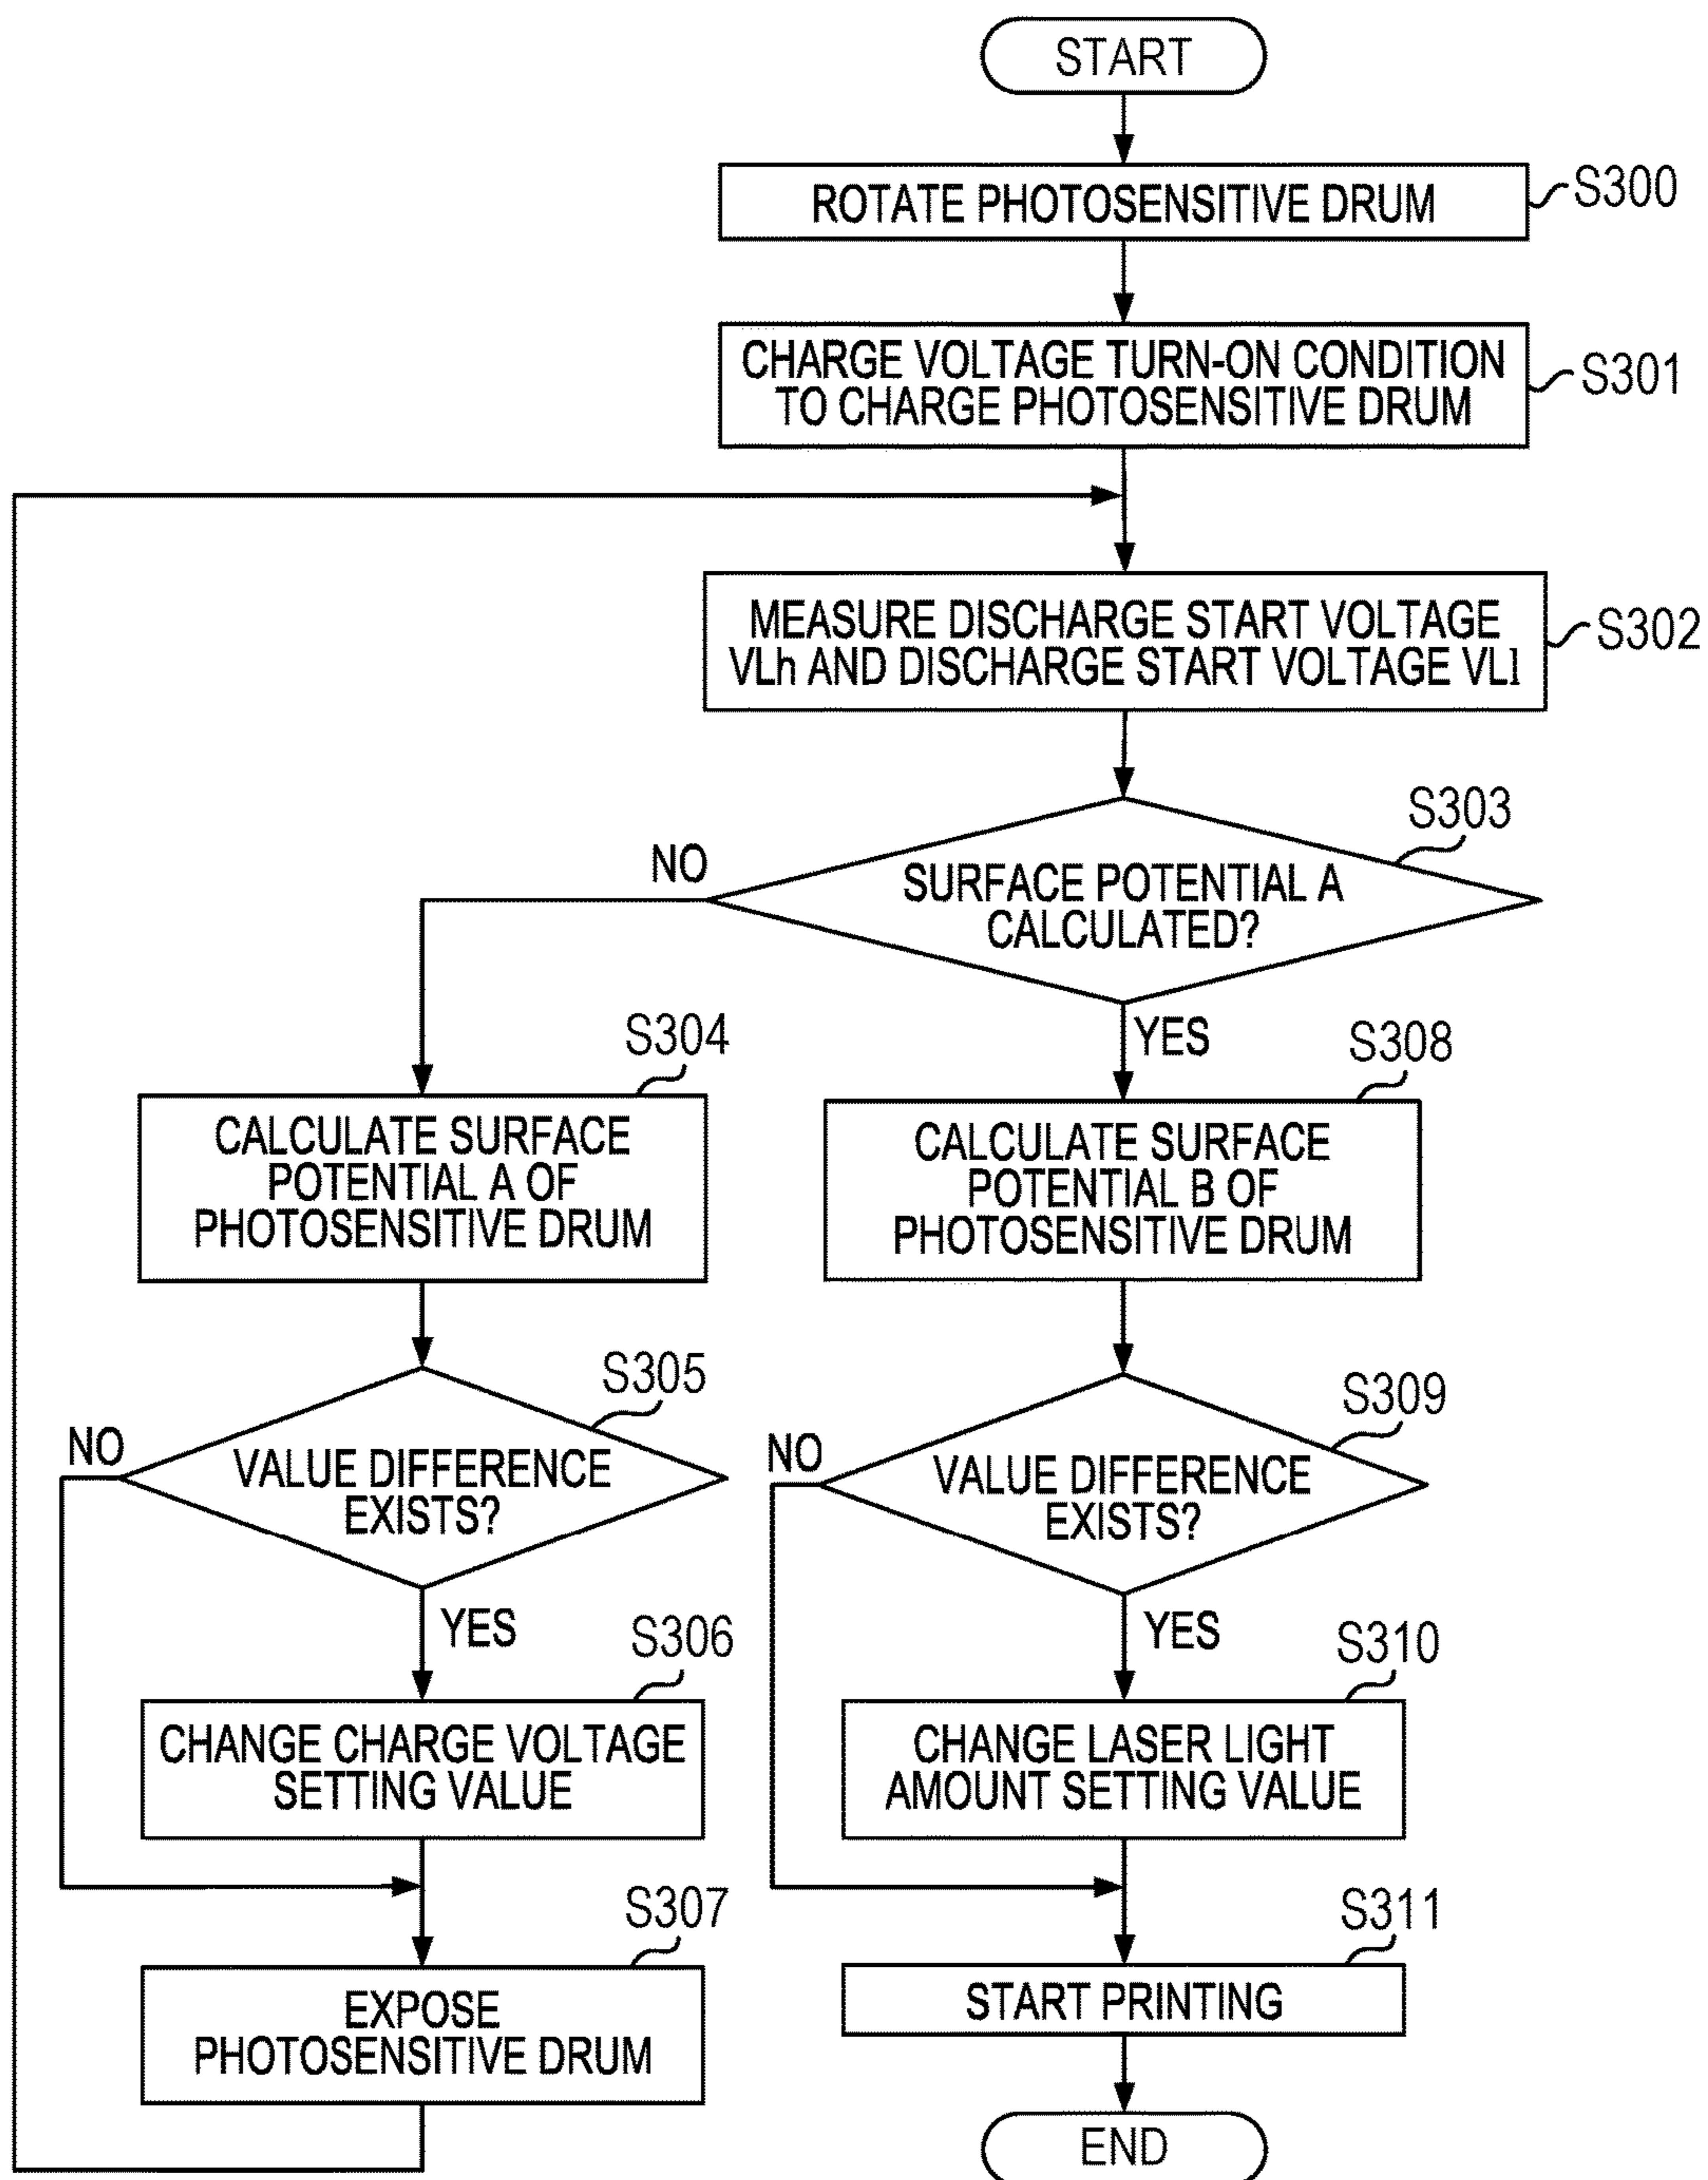 START
ROTATE PHOTOSENSITIVE DRUM
S300
CHARGE VOLTAGE TURN-ON CONDITION
TO CHARGE PHOTOSENSITIVE DRUM
S301
MEASURE DISCHARGE START VOLTAGE
VLh AND DISCHARGE START VOLTAGE VLl
S302
S303
NO
SURFACE POTENTIAL A
CALCULATED?
YES
S304
CALCULATE SURFACE
POTENTIAL A OF
PHOTOSENSITIVE DRUM
S308
CALCULATE SURFACE
POTENTIAL B OF
PHOTOSENSITIVE DRUM
S305
NO
VALUE DIFFERENCE
EXISTS?
YES
S309
NO
VALUE DIFFERENCE
EXISTS?
YES
S306
CHANGE CHARGE VOLTAGE
SETTING VALUE
S310
CHANGE LASER LIGHT
AMOUNT SETTING VALUE
S307
EXPOSE
PHOTOSENSITIVE DRUM
S311
START PRINTING
END